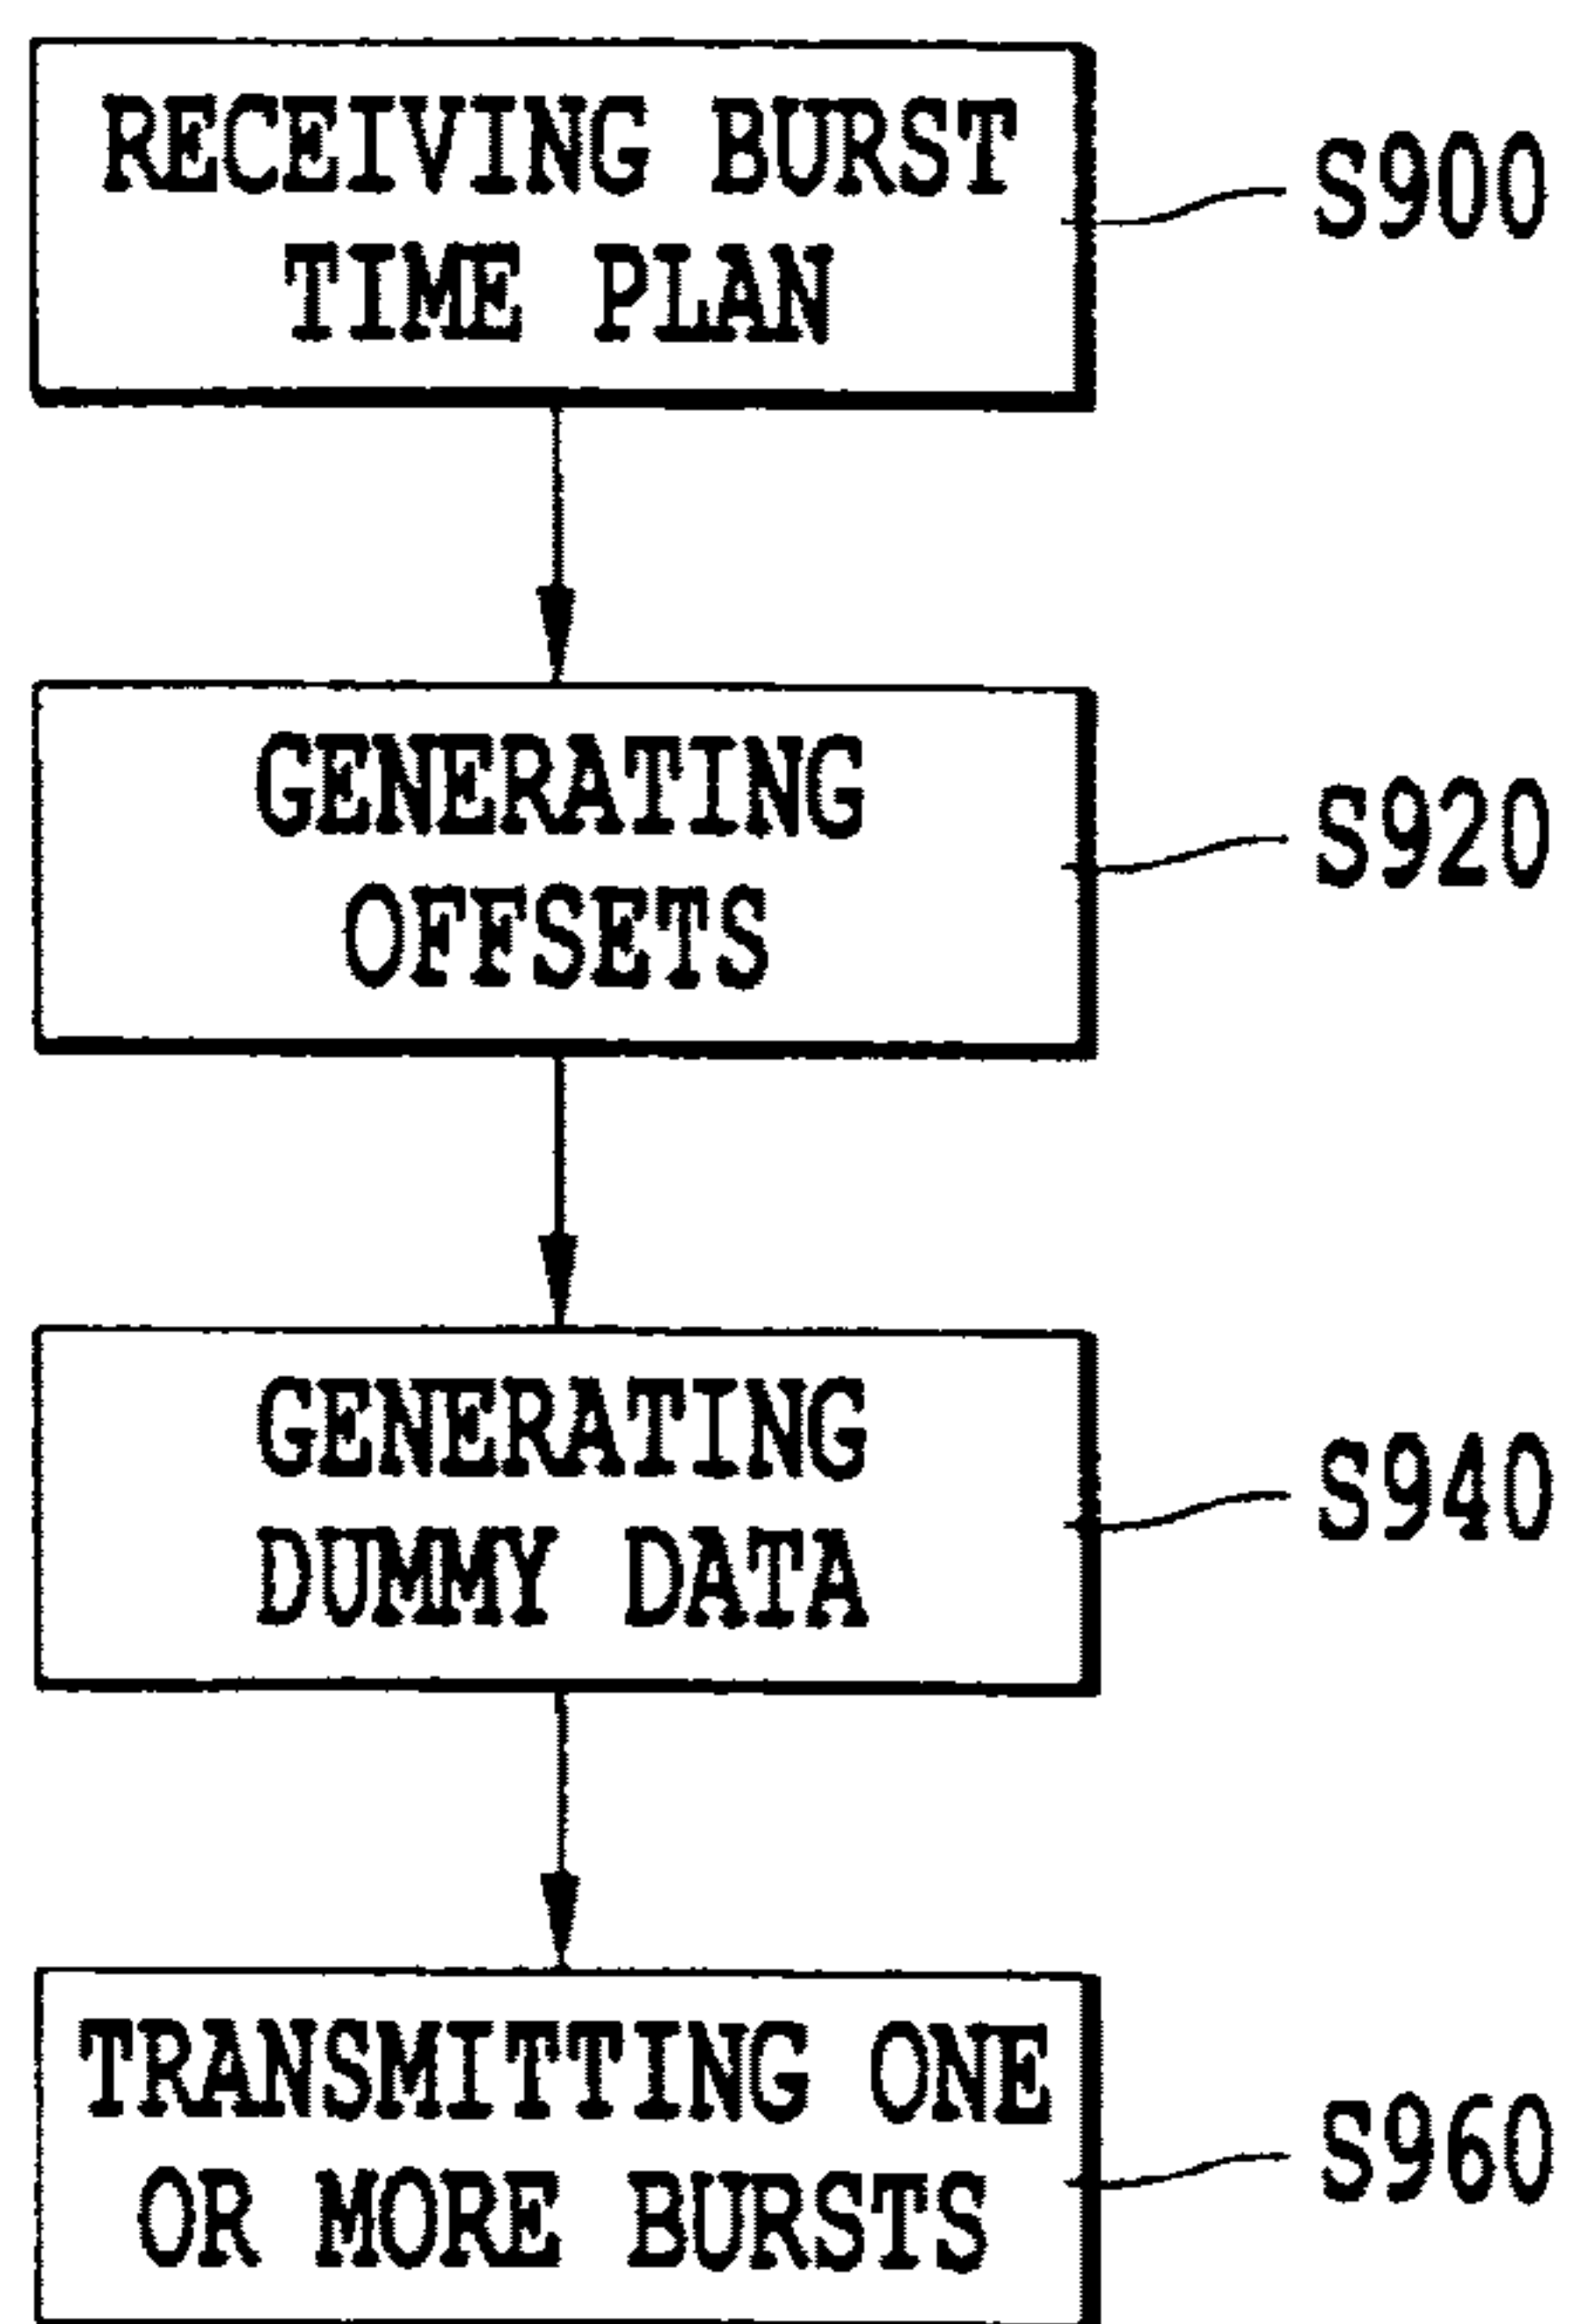 RECEIVING BURST
TIME PLAN
S900
GENERATING
OFFSETS
S920
GENERATING
DUMMY DATA
S940
TRANSMITTING ONE
OR MORE BURSTS
S960